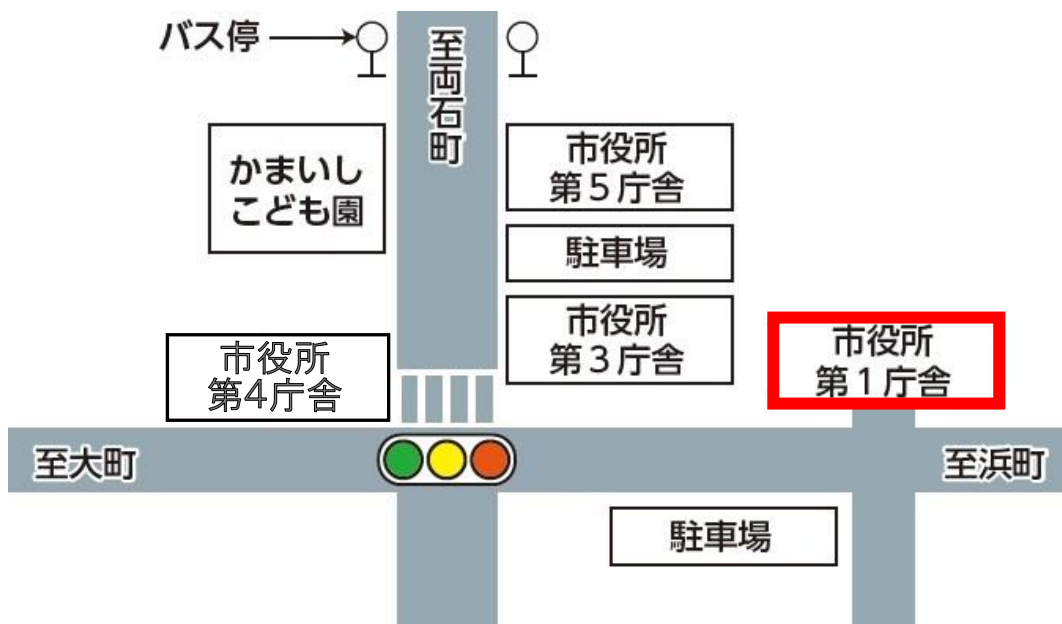 バス停
至両石町
かまいし
こども園
市役所
第5庁舎
駐車場
市役所
第3庁舎
市役所
第4庁舎
市役所
第1庁舎
至大町
至浜町
駐車場